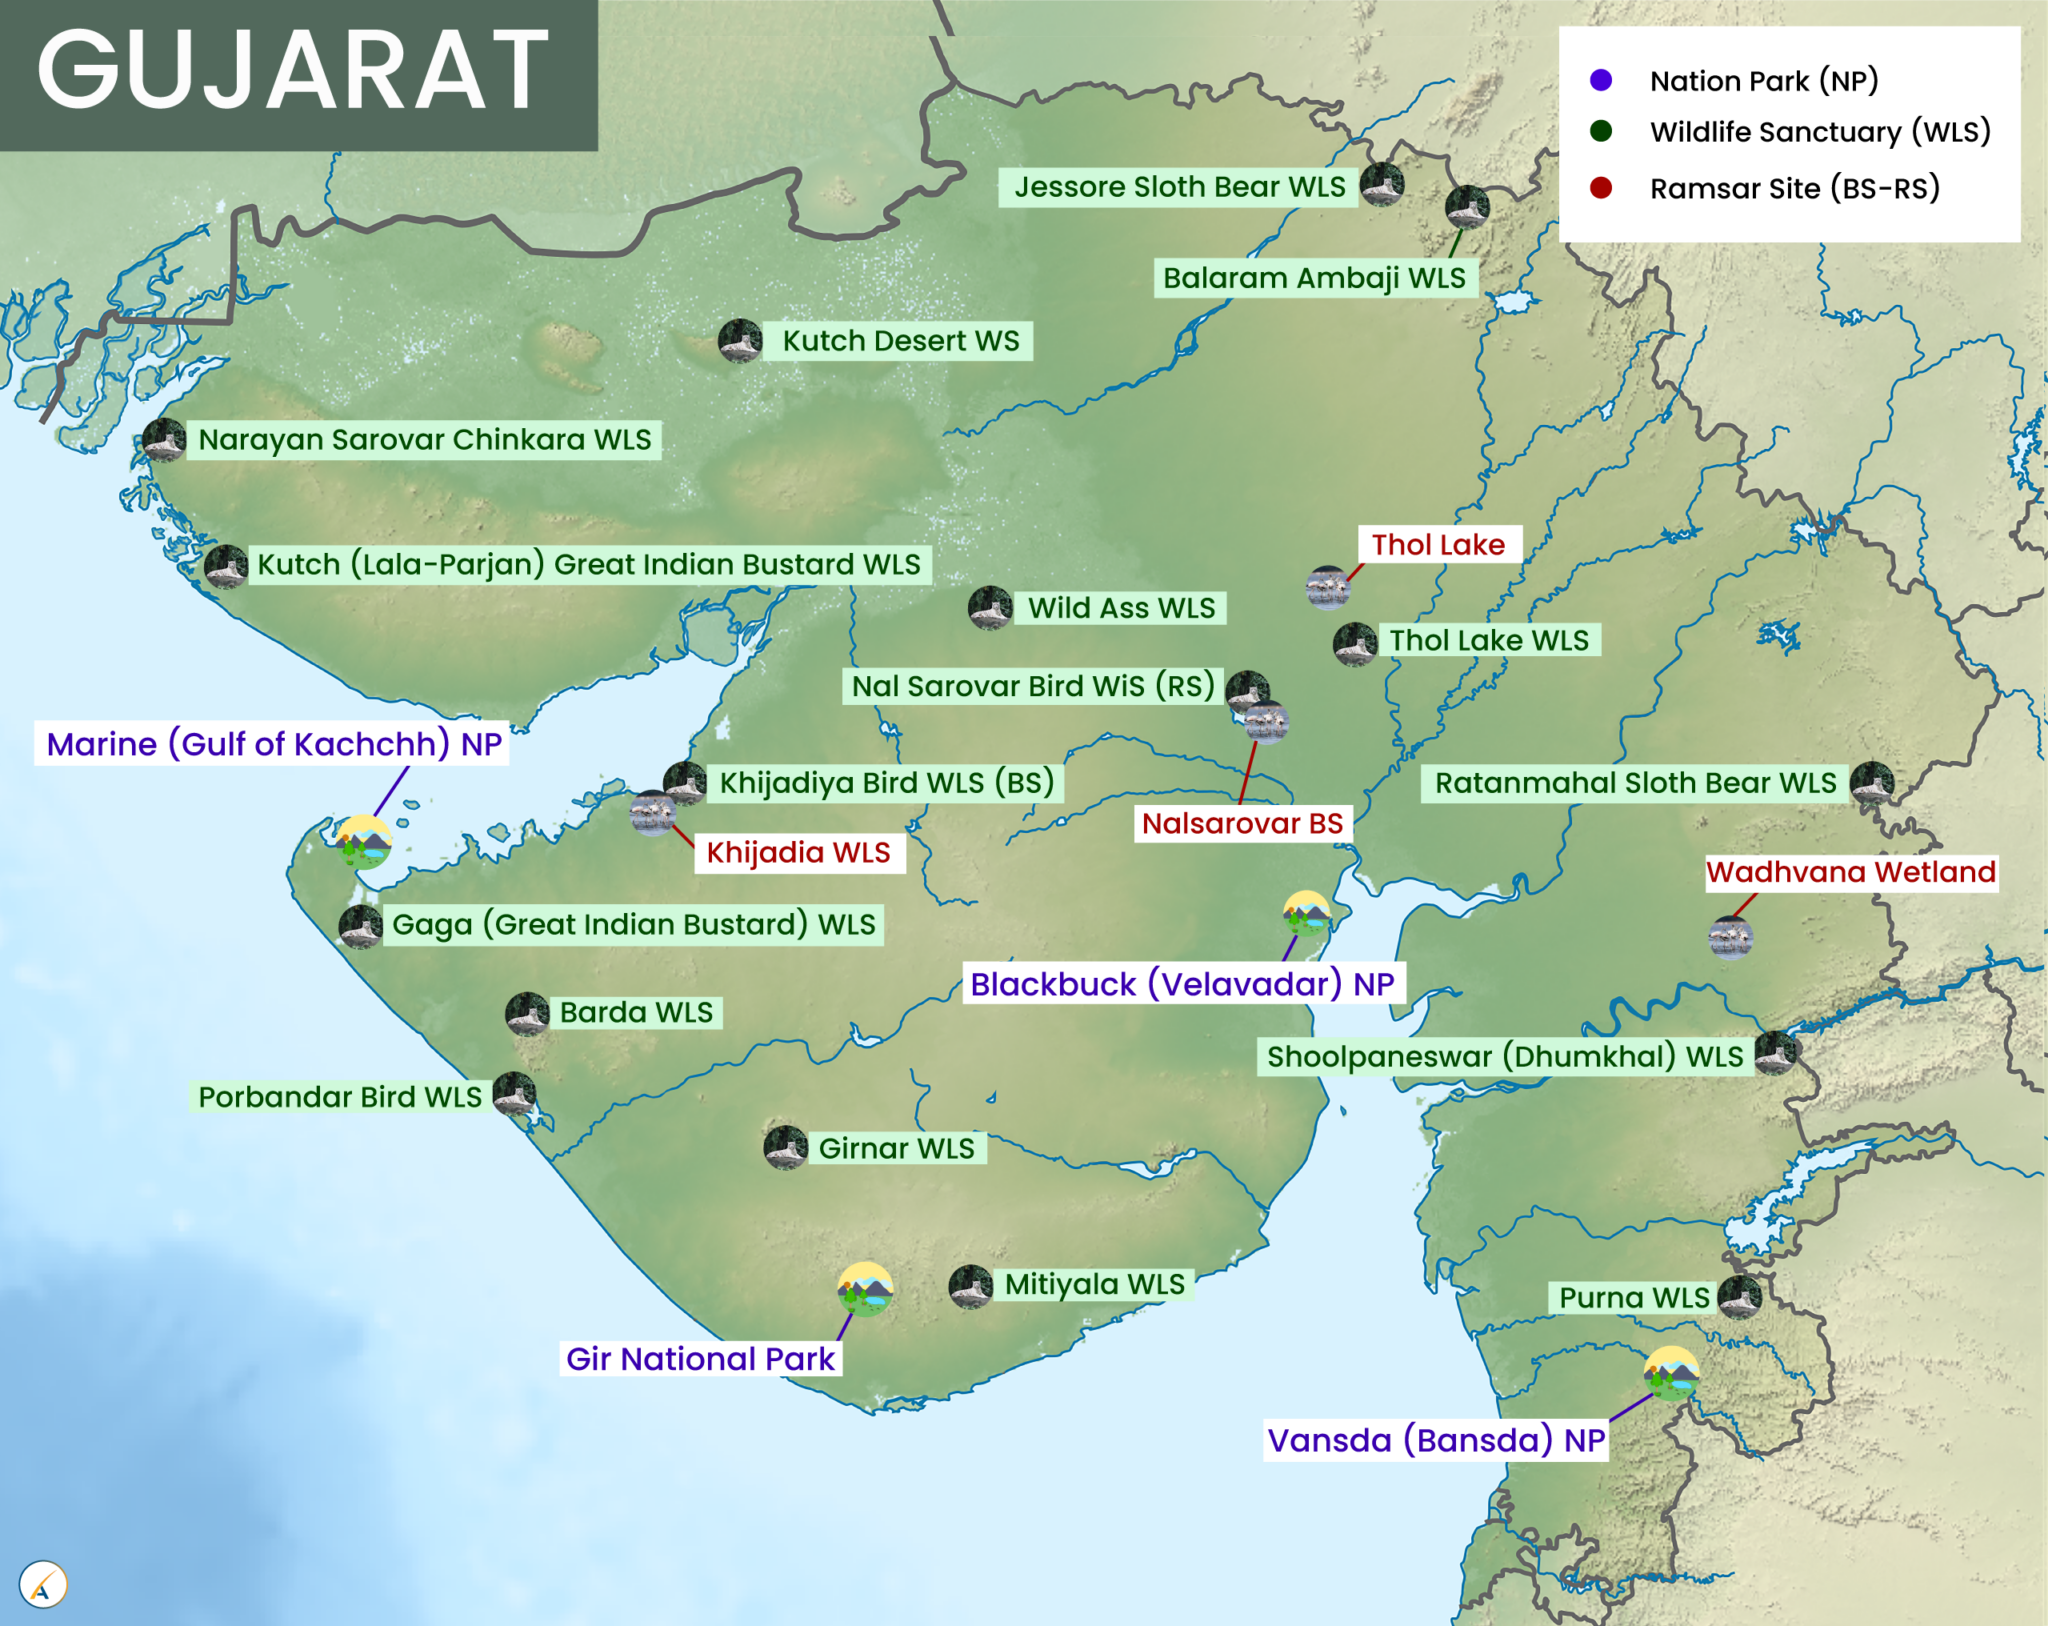 GUJARAT
Nation Park (NP)
Wildlife Sanctuary (WLS)
Ramsar Site (BS-RS)
Jessore Sloth Bear WLS
Balaram Ambaji WLS
Kutch Desert WS
Narayan Sarovar Chinkara WLS
Thol Lake
Kutch (Lala-Parjan) Great Indian Bustard WLS
Wild Ass WLS
Thol Lake WLS
Nal Sarovar Bird WiS (RS)
Marine (Gulf of Kachchh) NP
Khijadiya Bird WLS (BS)
Ratanmahal Sloth Bear WLS
Nalsarovar BS
Khijadia WLS
Wadhvana Wetland
Gaga (Great Indian Bustard) WLS
Blackbuck (Velavadar) NP
Barda WLS
Shoolpaneswar (Dhumkhal) WLS
Porbandar Bird WLS
Girnar WLS
Mitiyala WLS
Purna WLS
Gir National Park
Vansda (Bansda) NP
A